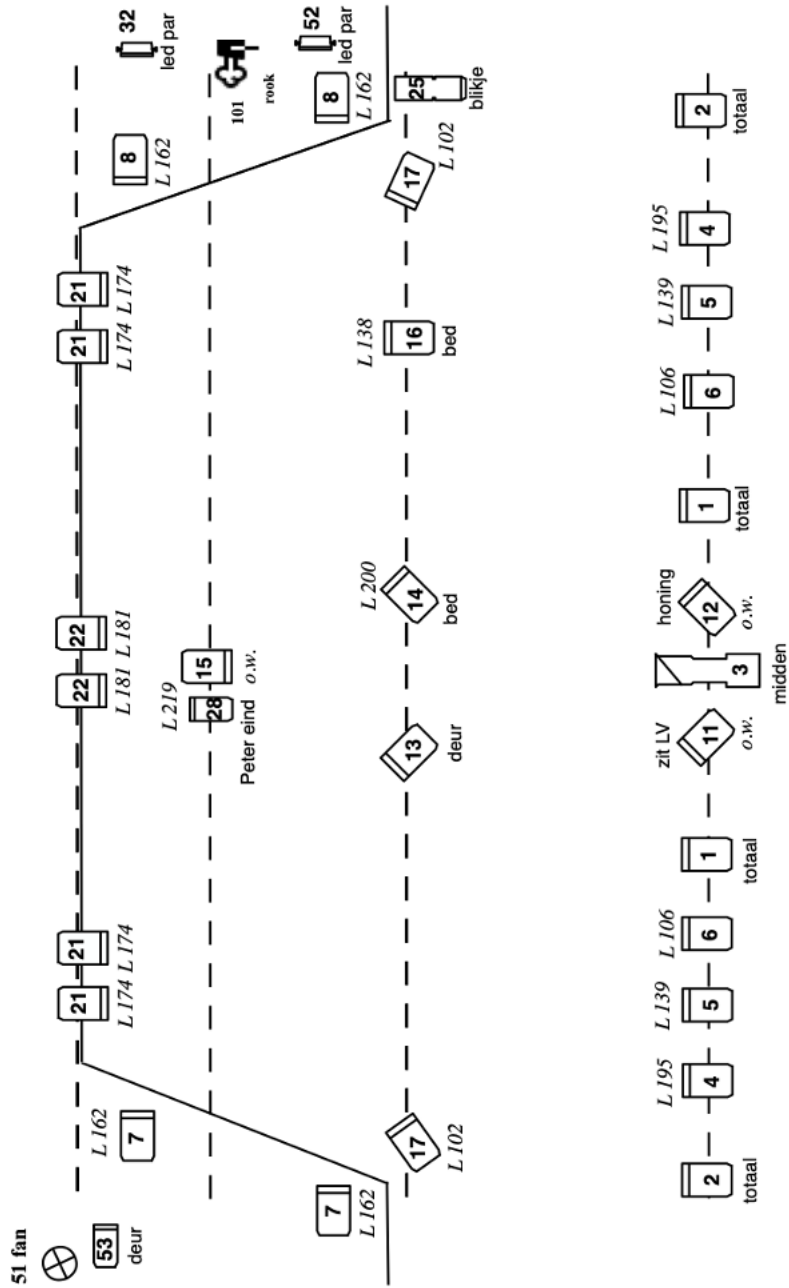 51 fan
32
52
53
21
21
22
22
21
21
deur
L 162
L 174
L 174
L 181
L 181
L 174
L 174
7
8
L 162
led par
L 219
28
15
101
Peter eind
o.w.
rook
7
8
led par
L 162
L 200
L 138
L 162
17
13
14
16
17
25
L 102
deur
bed
bed
L 102
blikje
L 195
L 139
L 106
zit LV
honing
L 106
L 139
L 195
2
4
5
6
1
11
3
12
1
6
5
4
2
totaal
totaal
o.w.
midden
o.w.
totaal
totaal